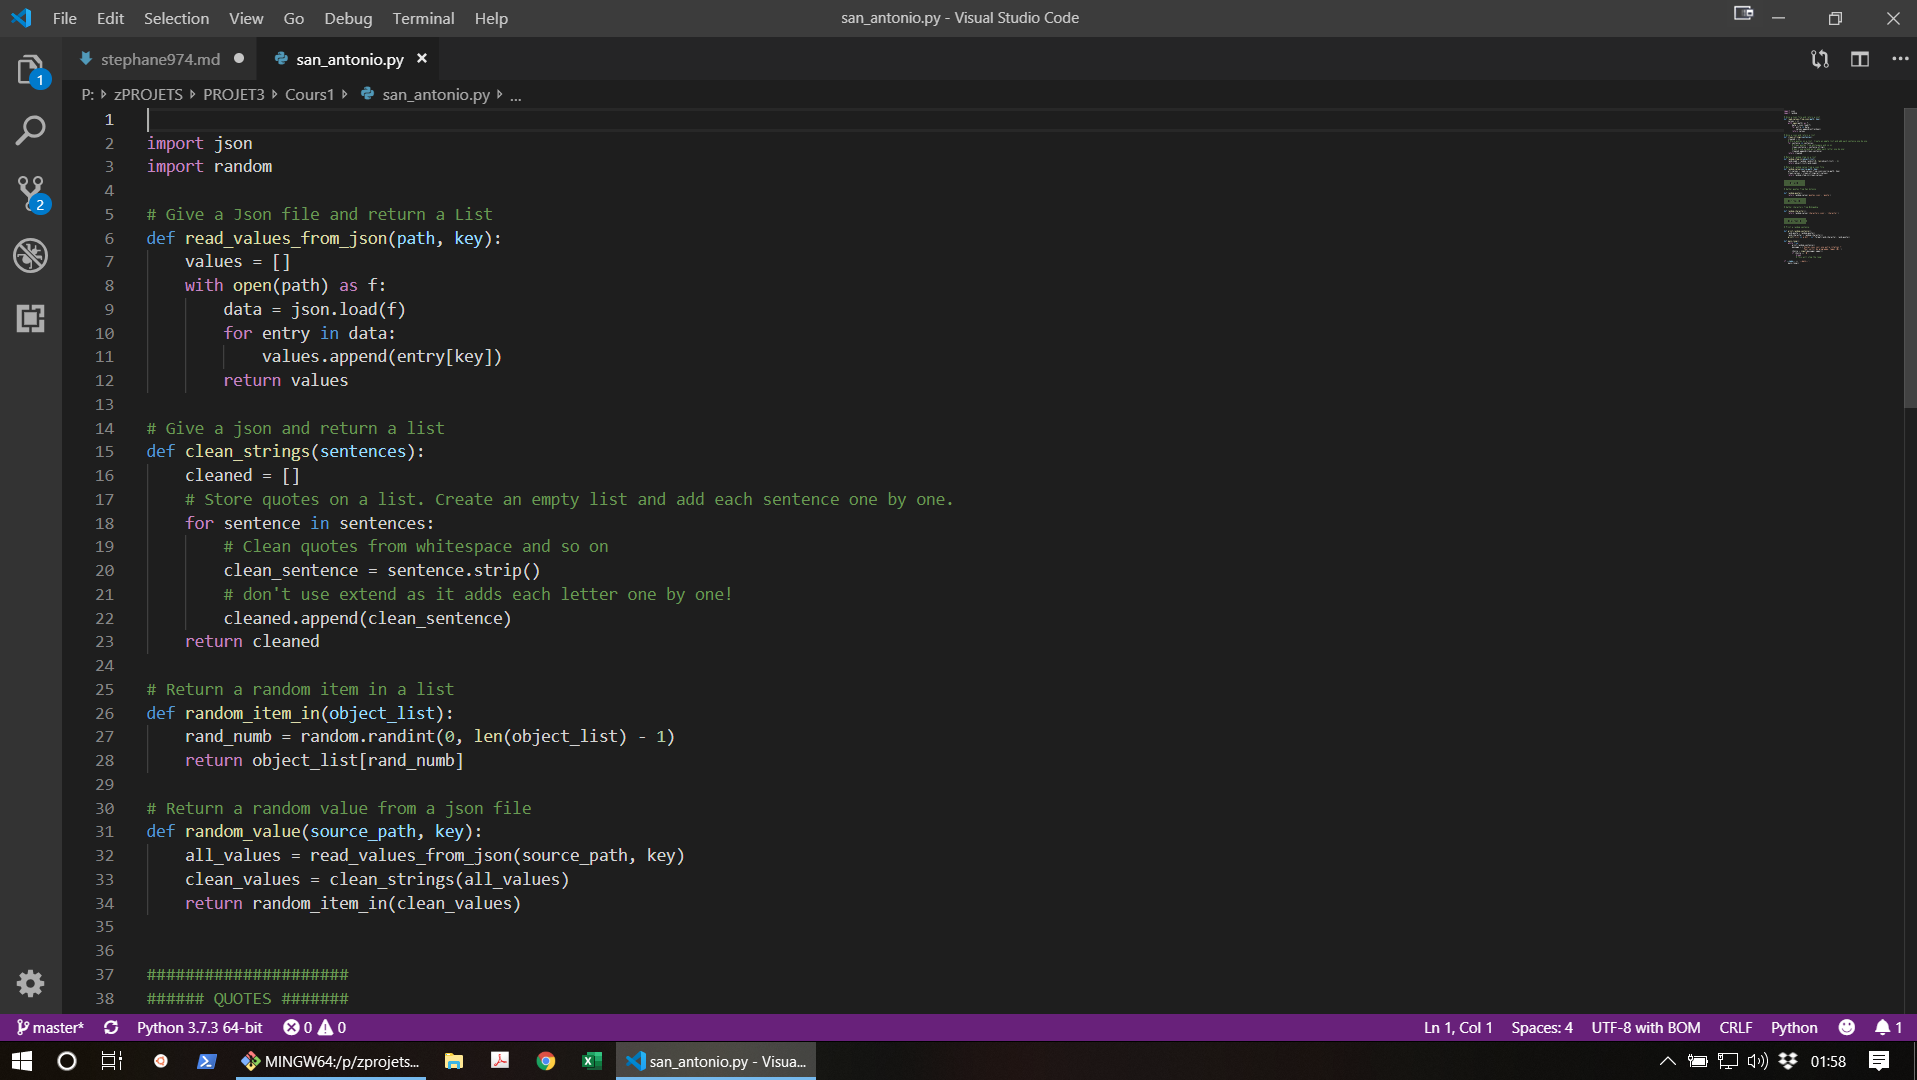 File Edit Selection View Go Debug Terminal Help
san_antonio.py - Visual Studio Code
stephane974.md
san_antonio.py
P: zPROJETS PROJET3 Cours1 san_antonio.py ...
1
1
2 import json
3 import random
4
5 # Give a Json file and return a List
6 def read_values_from_json(path, key):
7 values = []
8 with open(path) as f:
9 data = json.load(f)
10 for entry in data:
11 values.append(entry[key])
12 return values
13
14 # Give a json and return a list
15 def clean_strings(sentences):
16 cleaned = []
17 # Store quotes on a list. Create an empty list and add each sentence one by one.
18 for sentence in sentences:
19 # Clean quotes from whitespace and so on
20 clean_sentence = sentence.strip()
21 # don't use extend as it adds each letter one by one!
22 cleaned.append(clean_sentence)
23 return cleaned
24
25 # Return a random item in a list
26 def random_item_in(object_list):
27 rand_numb = random.randint(0, len(object_list) - 1)
28 return object_list[rand_numb]
29
30 # Return a random value from a json file
31 def random_value(source_path, key):
32 all_values = read_values_from_json(source_path, key)
33 clean_values = clean_strings(all_values)
34 return random_item_in(clean_values)
35
36
37 #####################
38 ###### QUOTES #######
2
master* Python 3.7.3 64-bit 0 0 Ln 1, Col 1 Spaces: 4 UTF-8 with BOM CRLF Python 1
MINGW64:/p/zprojets... san_antonio.py - Visua... 01:58